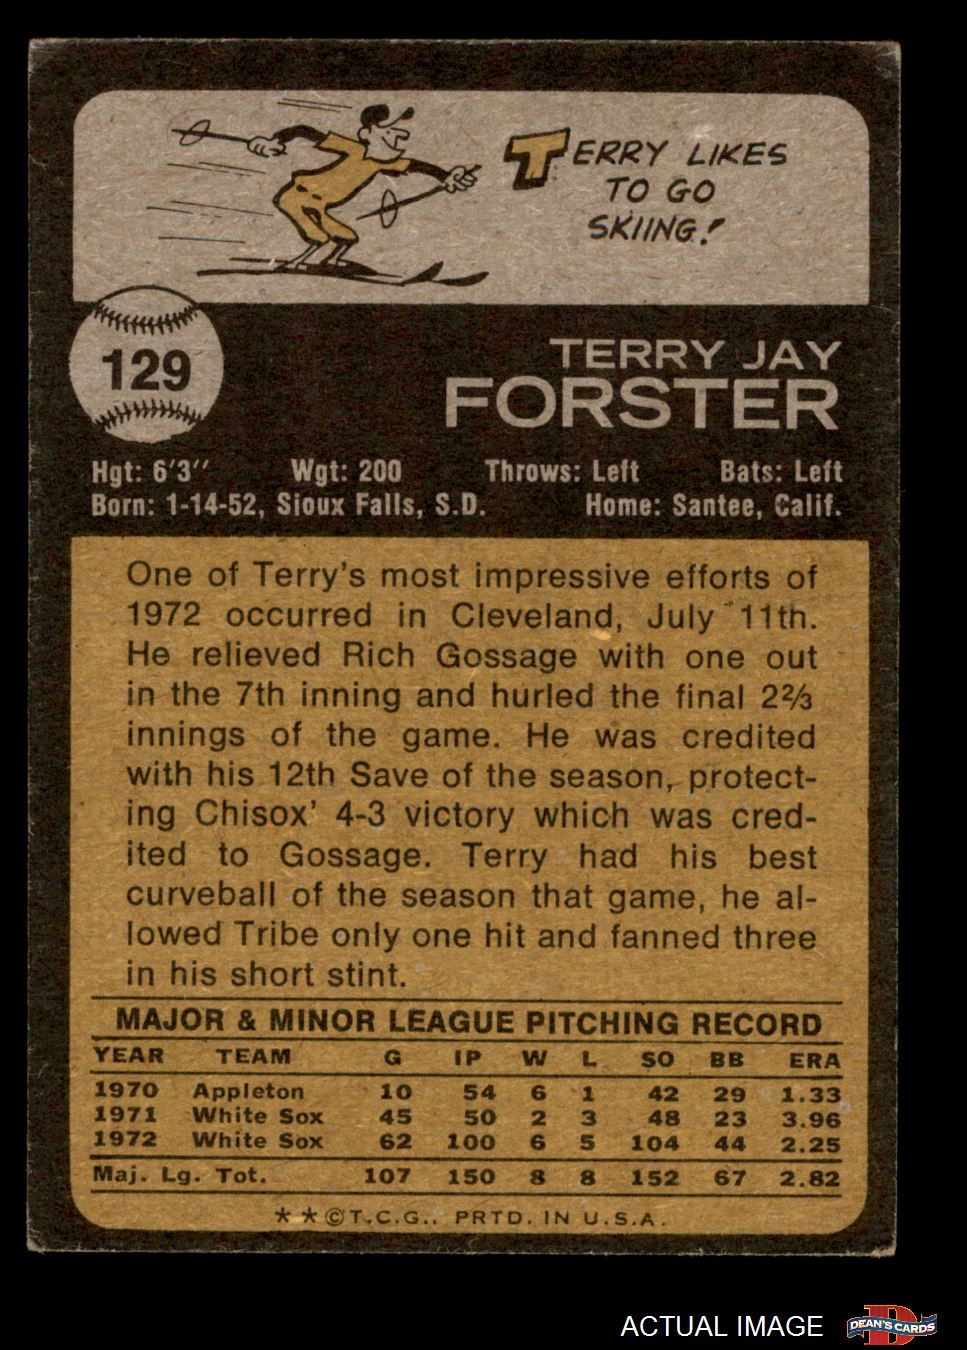 TERRY LIKES
TO GO
SKIING!
129
TERRY JAY
FORSTER
Hgt: 6'3" Wgt: 200 Throws: Left Bats: Left
Born: 1-14-52, Sioux Falls, S.D. Home: Santee, Calif.
One of Terry's most impressive efforts of
1972 occurred in Cleveland, July 11th.
He relieved Rich Gossage with one out
in the 7th inning and hurled the final 2⅔
innings of the game. He was credited
with his 12th Save of the season, protect-
ing Chisox' 4-3 victory which was cred-
ited to Gossage. Terry had his best
curveball of the season that game, he al-
lowed Tribe only one hit and fanned three
in his short stint.
MAJOR & MINOR LEAGUE PITCHING RECORD
YEAR TEAM G IP W L SO BB ERA
1970 Appleton 10 54 6 1 42 29 1.33
1971 White Sox 45 50 2 3 48 23 3.96
1972 White Sox 62 100 6 5 104 44 2.25
Maj. Lg. Tot. 107 150 8 8 152 67 2.82
* * © T.C.G.. PRTD. IN U.S.A.
ACTUAL IMAGE
D
DEAN'S CARDS